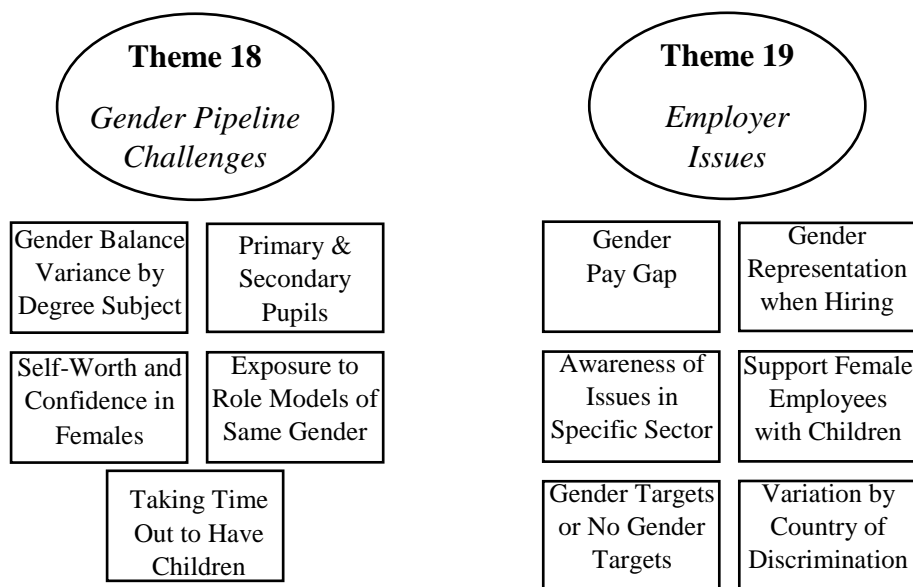 Theme 18
Gender Pipeline
Challenges
Gender Balance
Variance by
Degree Subject
Primary &
Secondary
Pupils
Self-Worth and
Confidence in
Females
Exposure to
Role Models of
Same Gender
Taking Time
Out to Have
Children
Theme 19
Employer
Issues
Gender
Pay Gap
Gender
Representation
when Hiring
Awareness of
Issues in
Specific Sector
Support Female
Employees
with Children
Gender Targets
or No Gender
Targets
Variation by
Country of
Discrimination